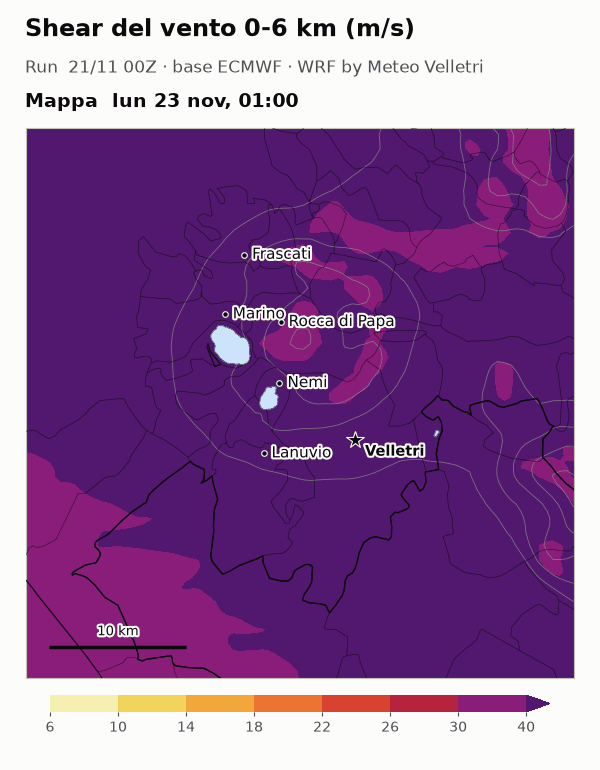 Shear del vento 0-6 km (m/s)
Run  21/11 00Z · base ECMWF · WRF by Meteo Velletri
Mappa  lun 23 nov, 01:00
Frascati
Marino
Rocca di Papa
Nemi
Lanuvio
Velletri
10 km
6 10 14 18 22 26 30 40